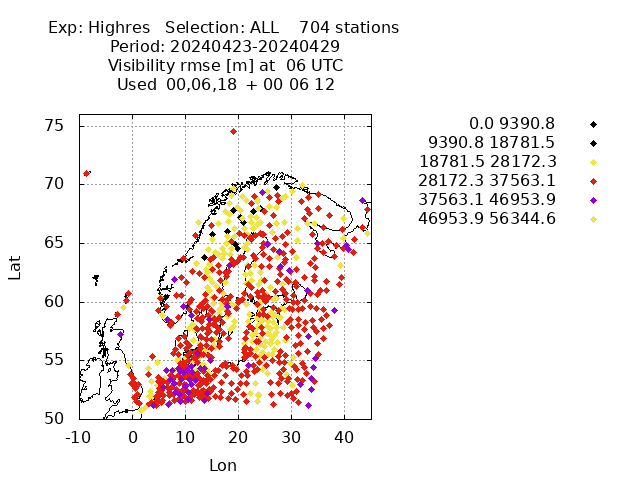 Exp: Highres   Selection: ALL    704 stations
Period: 20240423-20240429
Visibility rmse [m] at  06 UTC
Used  00,06,18  + 00 06 12
0.0 9390.8
9390.8 18781.5
18781.5 28172.3
28172.3 37563.1
37563.1 46953.9
46953.9 56344.6
75
70
65
60
55
50
Lat
-10 0 10 20 30 40
Lon